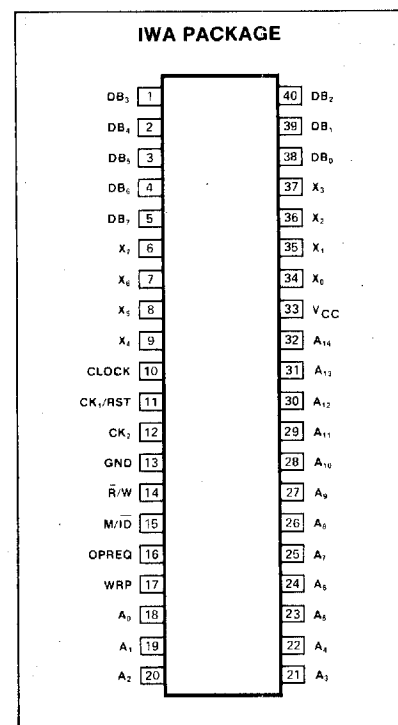 IWA PACKAGE
DB₃ 1 40 DB₂
DB₄ 2 39 DB₁
DB₅ 3 38 DB₀
DB₆ 4 37 X₃
DB₇ 5 36 X₂
X₇ 6 35 X₁
X₆ 7 34 X₀
X₅ 8 33 VCC
X₄ 9 32 A₁₄
CLOCK 10 31 A₁₃
CK₁/RST 11 30 A₁₂
CK₂ 12 29 A₁₁
GND 13 28 A₁₀
R̅/W 14 27 A₉
M/I̅D̅ 15 26 A₈
OPREQ 16 25 A₇
WRP 17 24 A₆
A₀ 18 23 A₅
A₁ 19 22 A₄
A₂ 20 21 A₃